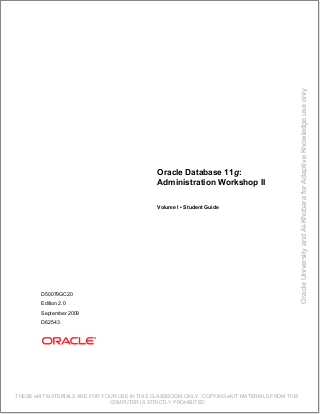 Oracle Database 11g:
Administration Workshop II
Volume I • Student Guide
D50079GC20
Edition 2.0
September 2009
D62543
ORACLE
Oracle University and Al-Khobara for Adaptive Knowledge use only
THESE eKIT MATERIALS ARE FOR YOUR USE IN THIS CLASSROOM ONLY. COPYING eKIT MATERIALS FROM THIS
COMPUTER IS STRICTLY PROHIBITED